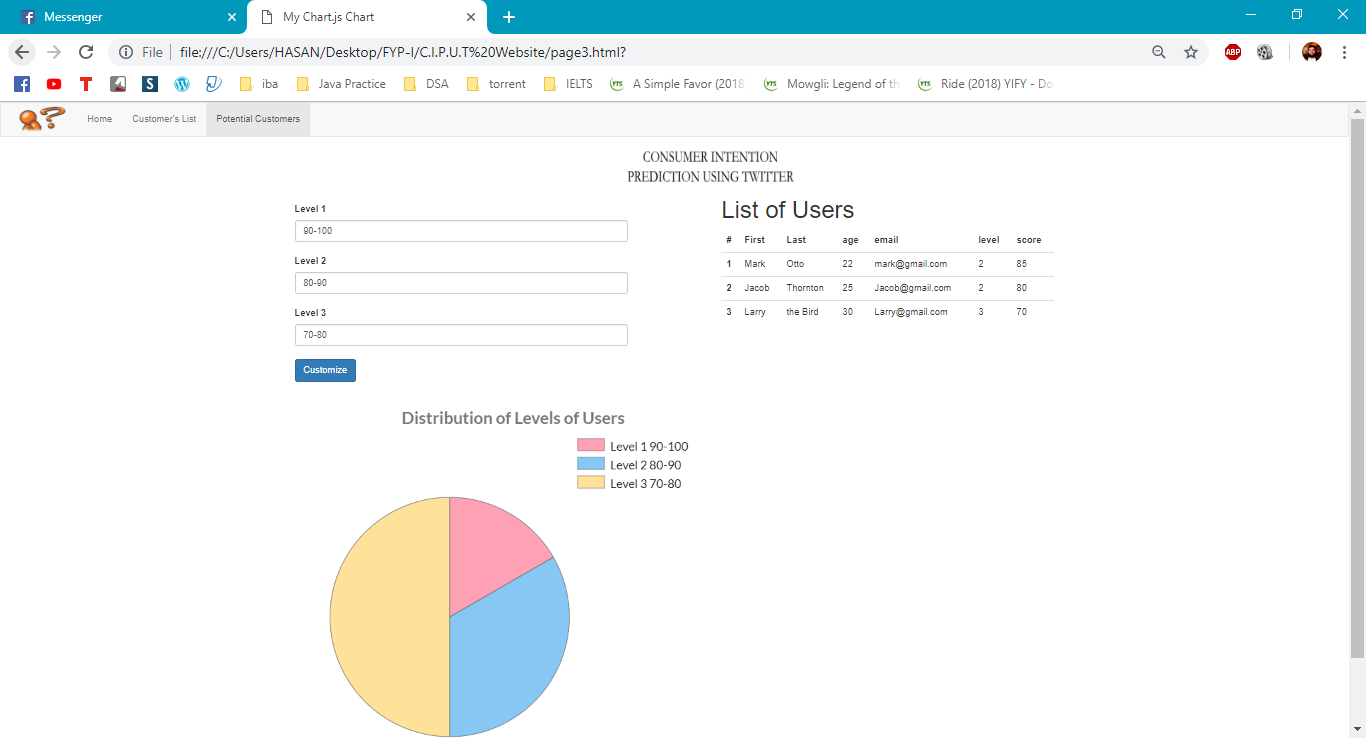 Messenger
My Chart.js Chart
File file:///C:/Users/HASAN/Desktop/FYP-I/C.I.P.U.T%20Website/page3.html?
ABP
T S iba Java Practice DSA torrent IELTS YTS A Simple Favor (2018 YTS Mowgli: Legend of th YTS Ride (2018) YIFY - Do
Home Customer's List Potential Customers
CONSUMER INTENTION
PREDICTION USING TWITTER
Level 1
90-100
Level 2
80-90
Level 3
70-80
Customize
List of Users
# First Last age email level score
1 Mark Otto 22 mark@gmail.com 2 85
2 Jacob Thornton 25 Jacob@gmail.com 2 80
3 Larry the Bird 30 Larry@gmail.com 3 70
Distribution of Levels of Users
Level 1 90-100
Level 2 80-90
Level 3 70-80